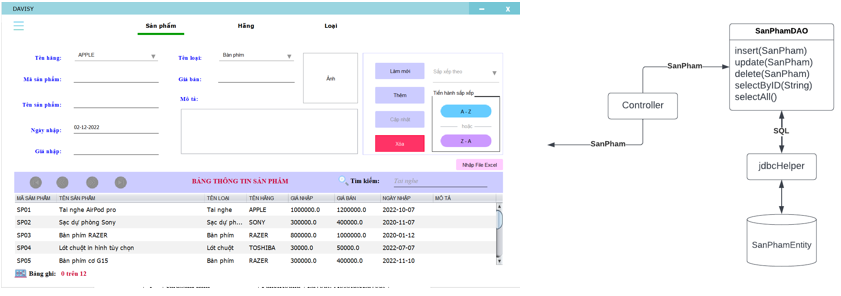 DAVISY
X
Sản phẩm Hãng Loại
Tên hãng: APPLE
Tên loại: Bàn phím
Mã sản phẩm:
Giá bán:
Ảnh
Tên sản phẩm:
Mô tả:
Ngày nhập: 02-12-2022
Giá nhập:
Làm mới
Sắp xếp theo
Thêm
Tiến hành sắp xếp
A - Z
Cập nhật
hoặc
Xóa
Z - A
Nhập File Excel
BẢNG THÔNG TIN SẢN PHẨM
Tìm kiếm: Tai nghe
MÃ SẢN PHẨM TÊN SẢN PHẨM TÊN LOẠI TÊN HÃNG GIÁ NHẬP GIÁ BÁN NGÀY NHẬP MÔ TẢ
SP01 Tai nghe AirPod pro Tai nghe APPLE 1000000.0 1200000.0 2022-10-07
SP02 Sạc dự phòng Sony Sạc dự ph... SONY 300000.0 400000.0 2022-11-07
SP03 Bàn phím RAZER Bàn phím RAZER 800000.0 1000000.0 2020-01-12
SP04 Lót chuột in hình tùy chọn Lót chuột TOSHIBA 30000.0 50000.0 2022-07-07
SP05 Bàn phím cơ G15 Bàn phím RAZER 300000.0 400000.0 2022-11-10
Bảng ghi: 0 trên 12
SanPhamDAO
insert(SanPham)
update(SanPham)
delete(SanPham)
selectByID(String)
selectAll()
SanPham
Controller
SanPham
SQL
jdbcHelper
SanPhamEntity